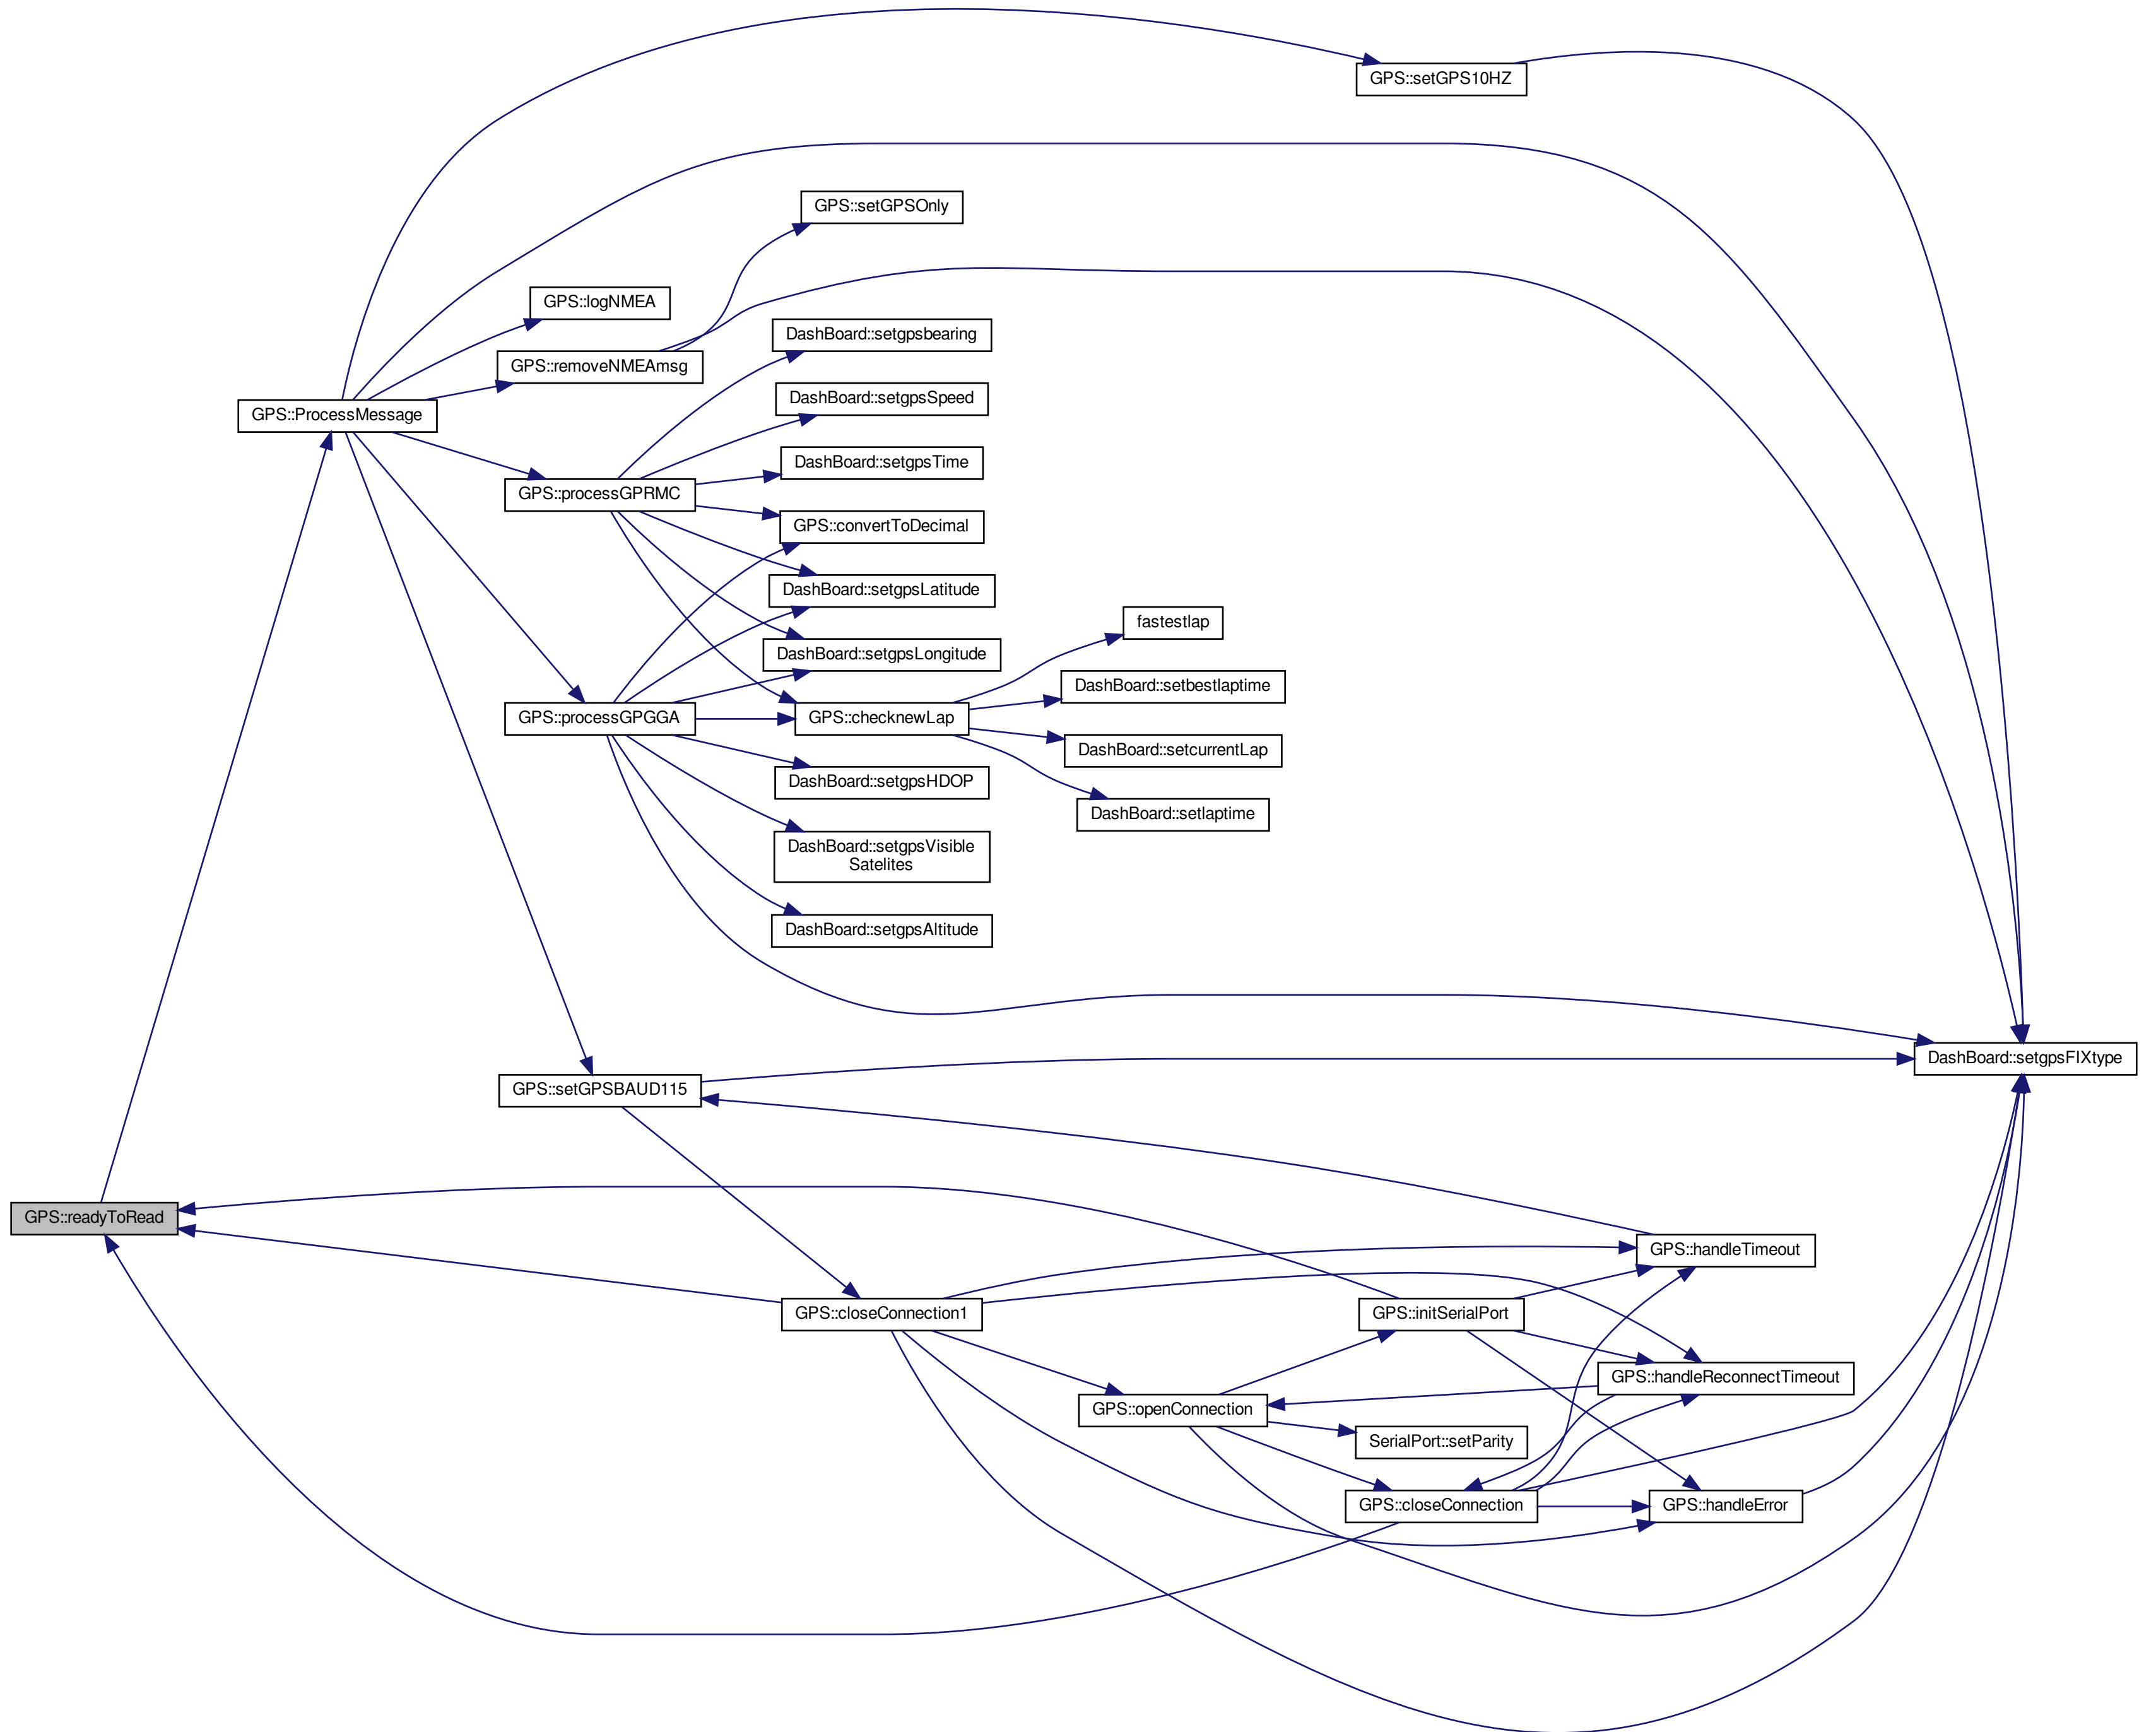 GPS::setGPS10HZ
GPS::setGPSOnly
GPS::logNMEA
DashBoard::setgpsbearing
GPS::removeNMEAmsg
DashBoard::setgpsSpeed
GPS::ProcessMessage
DashBoard::setgpsTime
GPS::processGPRMC
GPS::convertToDecimal
DashBoard::setgpsLatitude
fastestlap
DashBoard::setgpsLongitude
DashBoard::setbestlaptime
GPS::processGPGGA
GPS::checknewLap
DashBoard::setcurrentLap
DashBoard::setgpsHDOP
DashBoard::setlaptime
DashBoard::setgpsVisible
Satelites
DashBoard::setgpsAltitude
DashBoard::setgpsFIXtype
GPS::setGPSBAUD115
GPS::readyToRead
GPS::handleTimeout
GPS::closeConnection1
GPS::initSerialPort
GPS::handleReconnectTimeout
GPS::openConnection
SerialPort::setParity
GPS::closeConnection
GPS::handleError